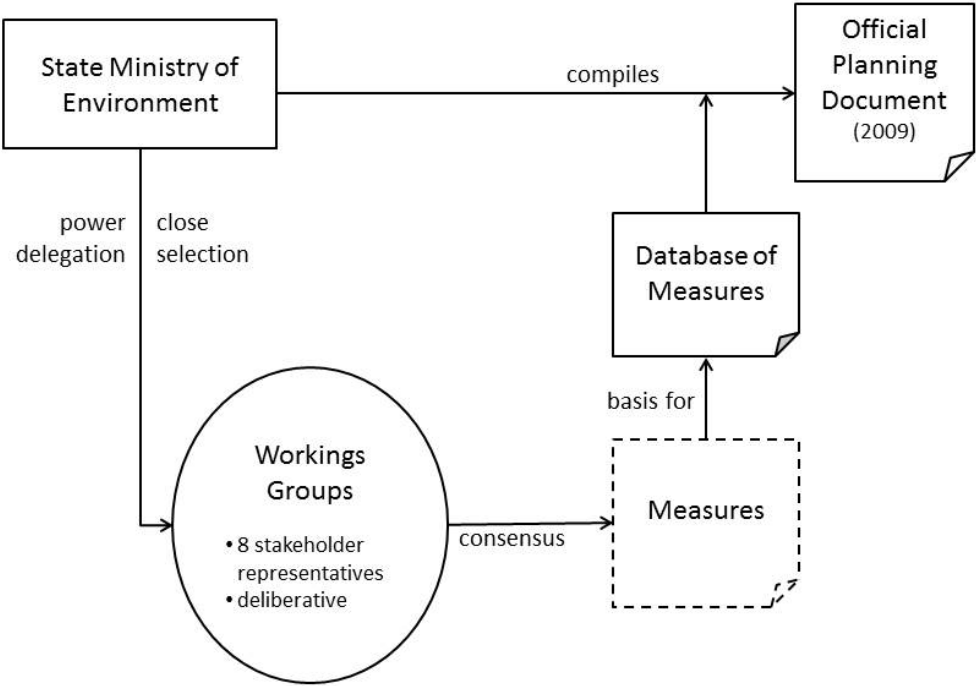 State Ministry of
Environment
compiles
Official
Planning
Document
(2009)
power
delegation
close
selection
Database of
Measures
basis for
Workings
Groups
• 8 stakeholder
representatives
• deliberative
consensus
Measures